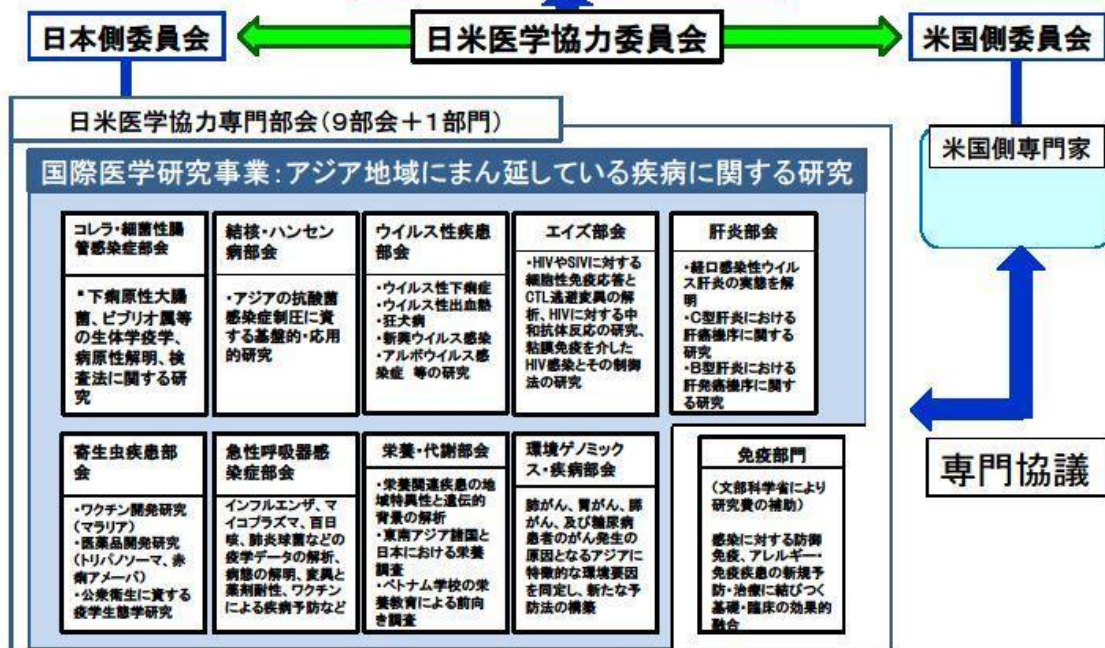 日本側委員会
日米医学協力委員会
米国側委員会
日米医学協力専門部会(9部会+1部門)
米国側専門家
国際医学研究事業:アジア地域にまん延している疾病に関する研究
コレラ・細菌性腸
管感染症部会
・下痢原性大腸
菌、ビブリオ属等
の生体学疫学、
病原性解明、検
査法に関する研
究
結核・ハンセン
病部会
・アジアの抗酸菌
感染症制圧に資
する基盤的・応用
的研究
ウイルス性疾患
部会
・ウイルス性下痢症
・ウイルス性出血熱
・狂犬病
・新興ウイルス感染
・アルボウイルス感
染症 等の研究
エイズ部会
・HIVやSIVIに対する
細胞性免疫応答と
CTL逃避変異の解
析、HIVに対する中
和抗体反応の研究、
粘膜免疫を介した
HIV感染とその制御
法の研究
肝炎部会
・経口感染性ウイル
ス肝炎の実態を解
明
・C型肝炎における
肝癌機序に関する
研究
・B型肝炎における
肝発癌機序に関す
る研究
専門協議
寄生虫疾患部
会
・ワクチン開発研究
(マラリア)
・医薬品開発研究
(トリパノソーマ、赤
痢アメーバ)
・公衆衛生に資する
疫学生態学研究
急性呼吸器感
染症部会
インフルエンザ、マ
イコプラズマ、百日
咳、肺炎球菌などの
疫学データの解析、
病態の解明、変異と
薬剤耐性、ワクチン
による疾病予防など
栄養・代謝部会
・栄養関連疾患の地
域特異性と遺伝的
背景の解析
・東南アジア諸国と
日本における栄養
調査
・ベトナム学校の栄
養教育による前向
き調査
環境ゲノミック
ス・疾病部会
肺がん、胃がん、膵
がん、及び糖尿病
患者のがん発生の
原因となるアジアに
特徴的な環境要因
を同定し、新たな予
防法の構築
免疫部門
(文部科学省により
研究費の補助)
感染に対する防御
免疫、アレルギー・
免疫疾患の新規予
防・治療に結びつく
基礎・臨床の効果的
融合